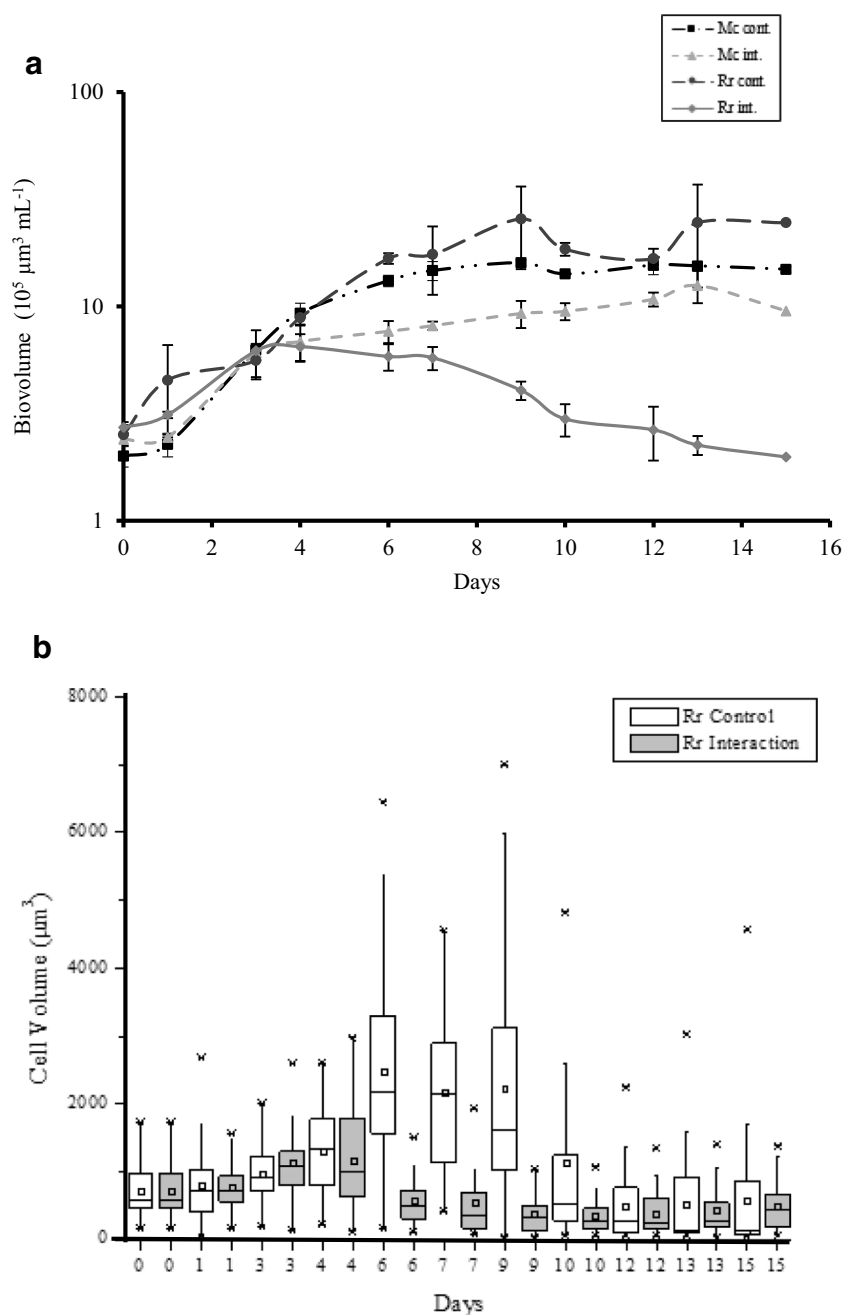 a
Mc cont.
Mc int.
Rr cont.
Rr int.
100
10
1
Biovolume (10⁵ µm³ mL⁻¹)
0 2 4 6 8 10 12 14 16
Days
b
Rr Control
Rr Interaction
8000
6000
4000
2000
0
Cell Volume (µm³)
0 0 1 1 3 3 4 4 6 6 7 7 9 9 10 10 12 12 13 13 15 15
Days